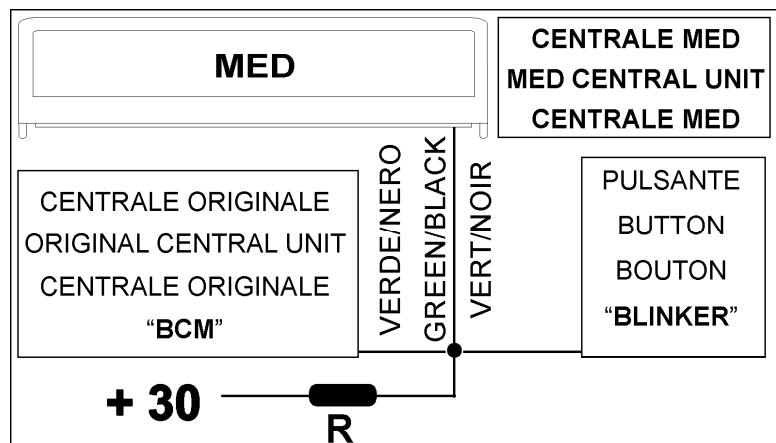 MED
CENTRALE MED
MED CENTRAL UNIT
CENTRALE MED
CENTRALE ORIGINALE
ORIGINAL CENTRAL UNIT
CENTRALE ORIGINALE
“BCM”
VERDE/NERO
GREEN/BLACK
VERT/NOIR
PULSANTE
BUTTON
BOUTON
“BLINKER”
+ 30
R